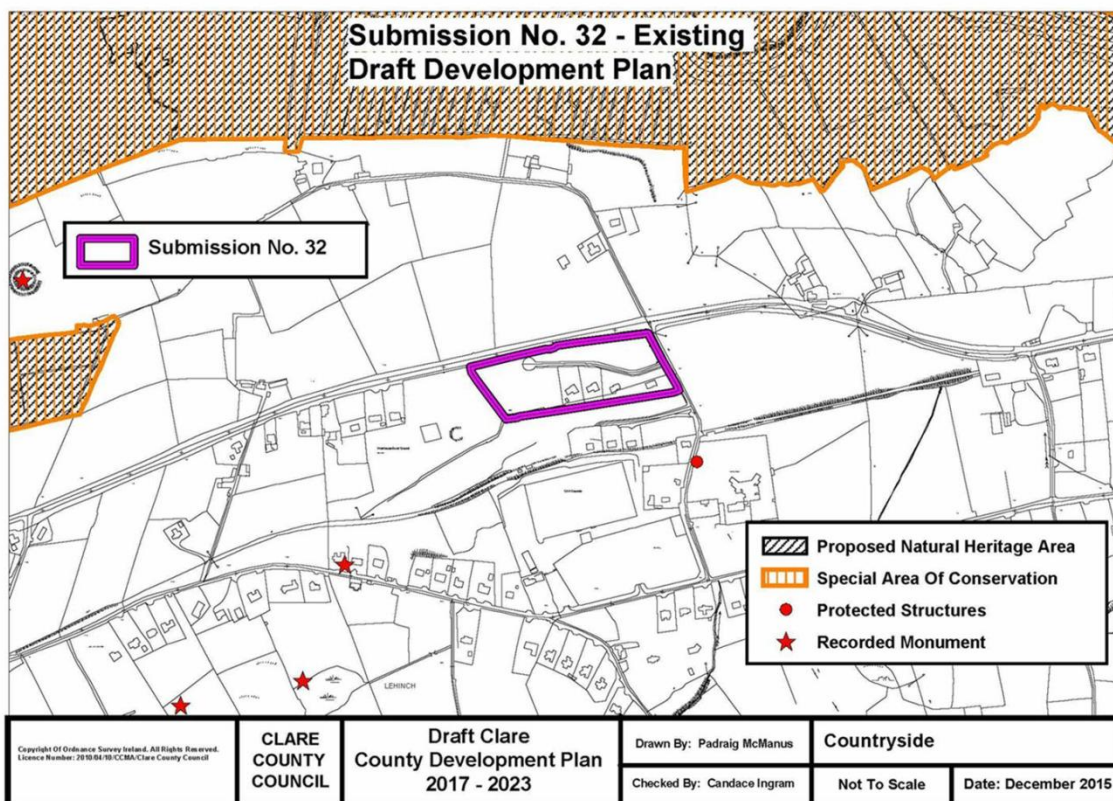 Submission No. 32 - Existing
Draft Development Plan
Submission No. 32
LEHINCH
Proposed Natural Heritage Area
Special Area Of Conservation
Protected Structures
Recorded Monument
Copyright Of Ordnance Survey Ireland. All Rights Reserved.
Licence Number: 2010/04/10/CCMA/Clare County Council
CLARE
COUNTY
COUNCIL
Draft Clare
County Development Plan
2017 - 2023
Drawn By: Padraig McManus
Checked By: Candace Ingram
Countryside
Not To Scale
Date: December 2015